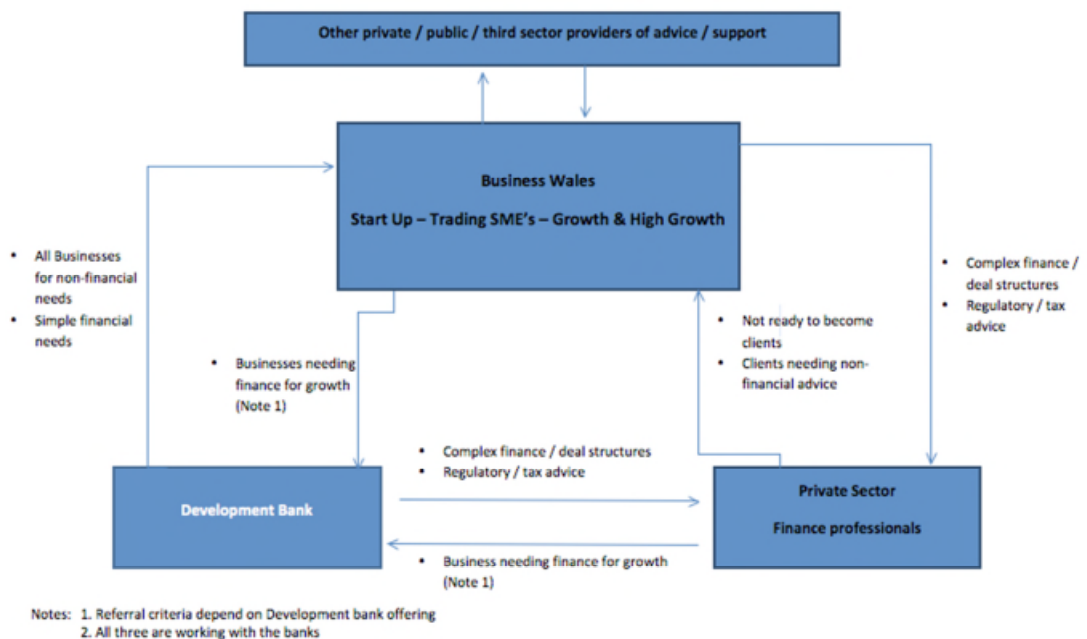 Other private / public / third sector providers of advice / support
Business Wales
Start Up – Trading SME's – Growth & High Growth
• All Businesses
for non-financial
needs
• Simple financial
needs
• Complex finance /
deal structures
• Regulatory / tax
advice
• Not ready to become
clients
• Clients needing non-
financial advice
• Businesses needing
finance for growth
(Note 1)
• Complex finance / deal structures
• Regulatory / tax advice
Development Bank
Private Sector
Finance professionals
• Business needing finance for growth
(Note 1)
Notes: 1. Referral criteria depend on Development bank offering
2. All three are working with the banks